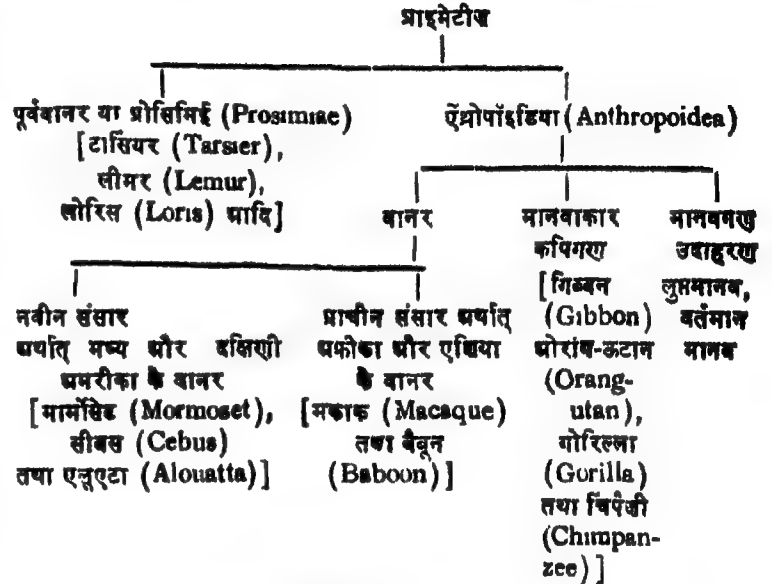 प्राइमेटीज
पूर्ववानर या प्रोसिमिई (Prosimiae)
[टार्सियर (Tarsier),
लीमर (Lemur),
लोरिस (Loris) आदि]
ऐंथ्रोपॉइडिया (Anthropoidea)
वानर
नवीन संसार
अर्थात् मध्य और दक्षिणी
अमरीका के वानर
[मार्मोसेट (Mormoset),
सीबस (Cebus)
तथा एलूएटा (Alouatta)]
प्राचीन संसार अर्थात्
अफ्रीका और एशिया
के वानर
[मकाक (Macaque)
तथा बैबून
(Baboon)]
मानवाकार
कपिगण
[गिब्बन
(Gibbon)
ओरांग-ऊटान
(Orang-
utan),
गोरिल्ला
(Gorilla)
तथा चिंपैंजी
(Chimpan-
zee)]
मानवगण
उदाहरण
लुप्तमानव,
वर्तमान
मानव